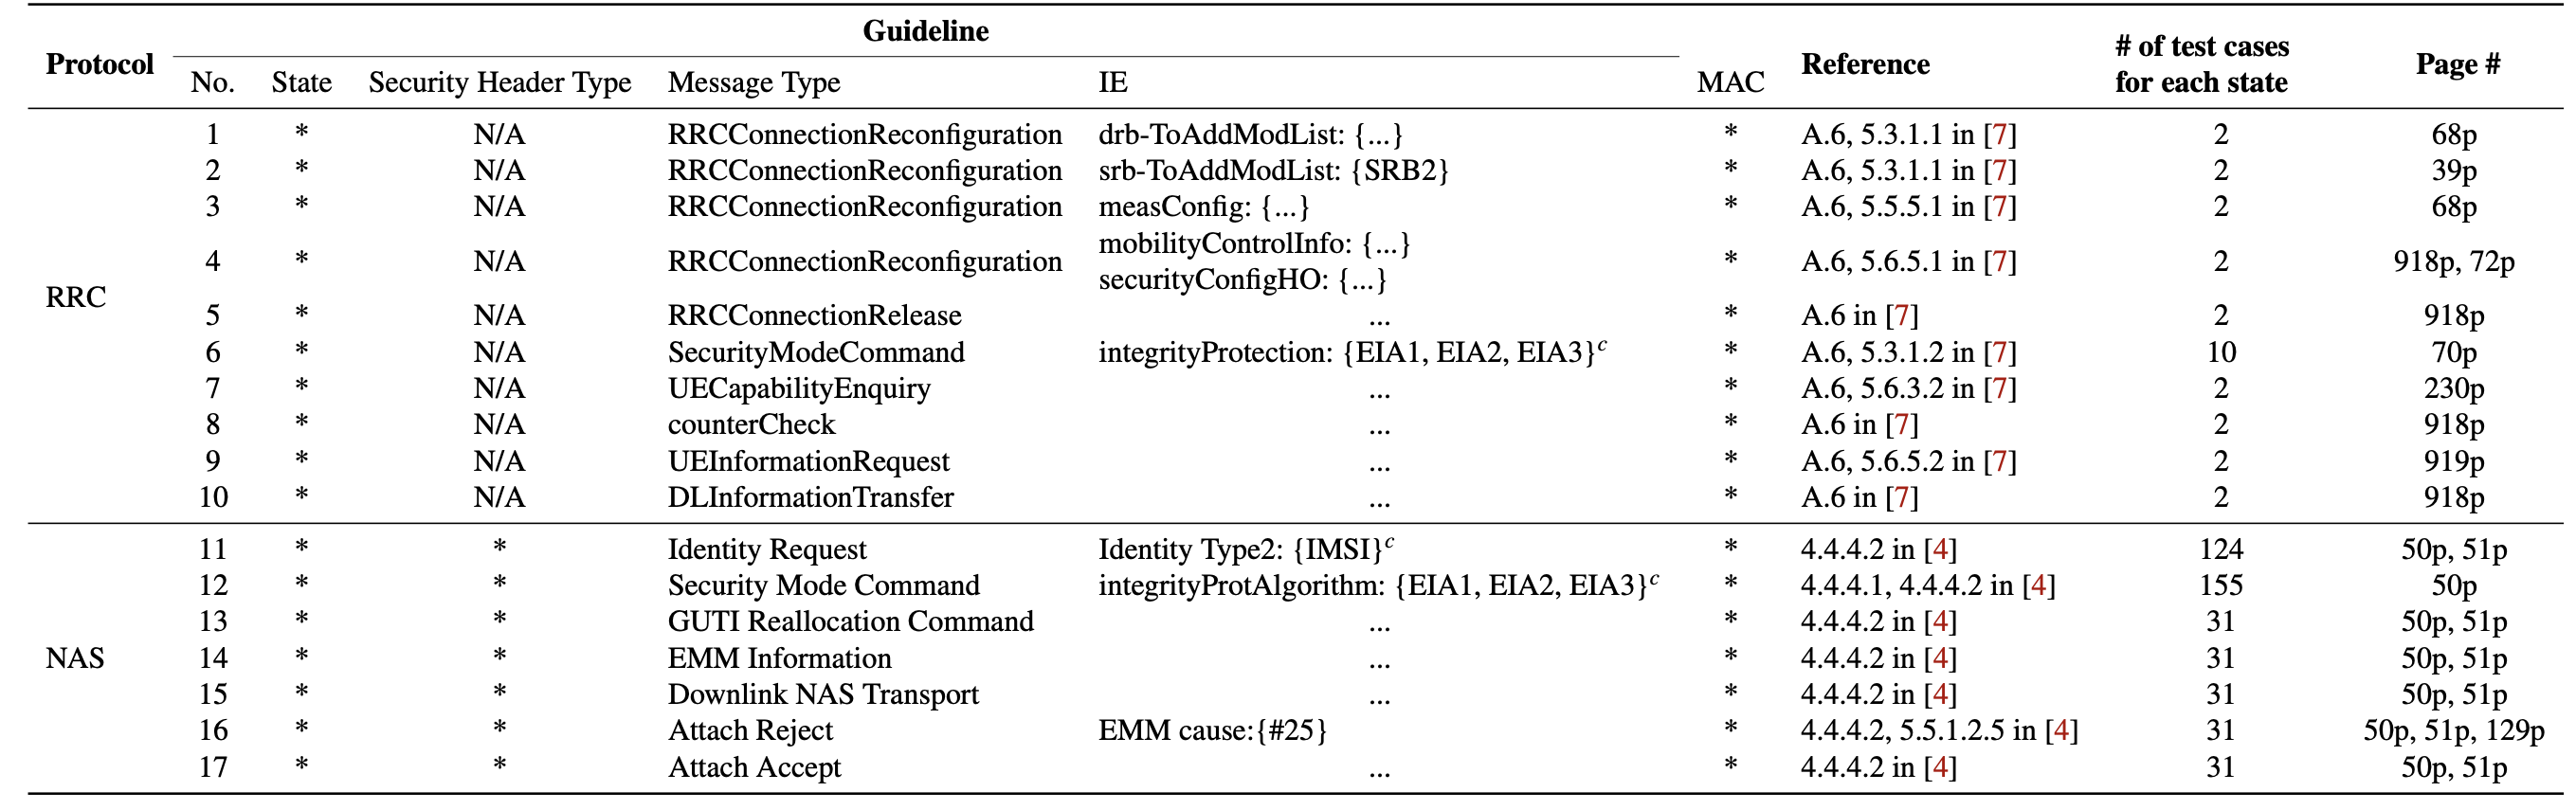 Guideline
Protocol No. State Security Header Type Message Type IE MAC Reference # of test cases for each state Page #
RRC
1 * N/A RRCConnectionReconfiguration drb-ToAddModList: {...} * A.6, 5.3.1.1 in [7] 2 68p
2 * N/A RRCConnectionReconfiguration srb-ToAddModList: {SRB2} * A.6, 5.3.1.1 in [7] 2 39p
3 * N/A RRCConnectionReconfiguration measConfig: {...} * A.6, 5.5.5.1 in [7] 2 68p
4 * N/A RRCConnectionReconfiguration mobilityControlInfo: {...} securityConfigHO: {...} * A.6, 5.6.5.1 in [7] 2 918p, 72p
5 * N/A RRCConnectionRelease ... * A.6 in [7] 2 918p
6 * N/A SecurityModeCommand integrityProtection: {EIA1, EIA2, EIA3}c * A.6, 5.3.1.2 in [7] 10 70p
7 * N/A UECapabilityEnquiry ... * A.6, 5.6.3.2 in [7] 2 230p
8 * N/A counterCheck ... * A.6 in [7] 2 918p
9 * N/A UEInformationRequest ... * A.6, 5.6.5.2 in [7] 2 919p
10 * N/A DLInformationTransfer ... * A.6 in [7] 2 918p
NAS
11 * * Identity Request Identity Type2: {IMSI}c * 4.4.4.2 in [4] 124 50p, 51p
12 * * Security Mode Command integrityProtAlgorithm: {EIA1, EIA2, EIA3}c * 4.4.4.1, 4.4.4.2 in [4] 155 50p
13 * * GUTI Reallocation Command ... * 4.4.4.2 in [4] 31 50p, 51p
14 * * EMM Information ... * 4.4.4.2 in [4] 31 50p, 51p
15 * * Downlink NAS Transport ... * 4.4.4.2 in [4] 31 50p, 51p
16 * * Attach Reject EMM cause:{#25} * 4.4.4.2, 5.5.1.2.5 in [4] 31 50p, 51p, 129p
17 * * Attach Accept ... * 4.4.4.2 in [4] 31 50p, 51p